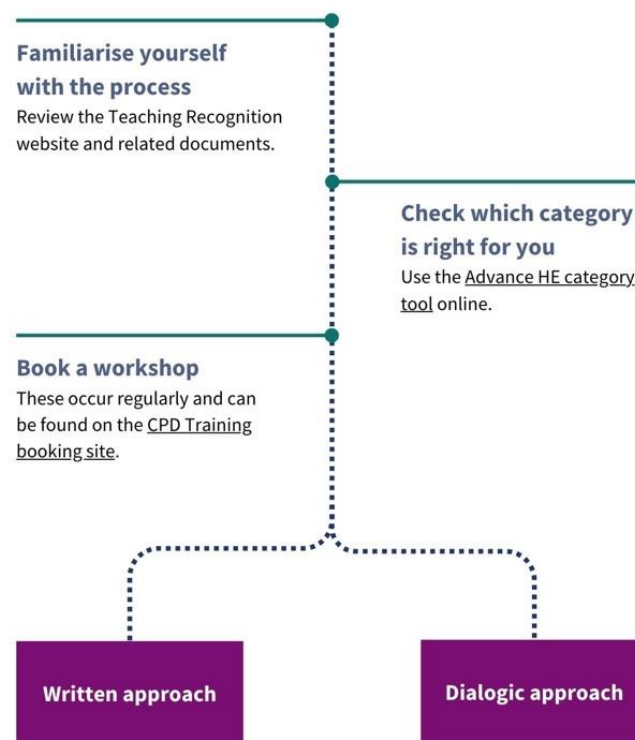 Familiarise yourself
with the process
Review the Teaching Recognition
website and related documents.
Check which category
is right for you
Use the Advance HE category
tool online.
Book a workshop
These occur regularly and can
be found on the CPD Training
booking site.
Written approach
Dialogic approach